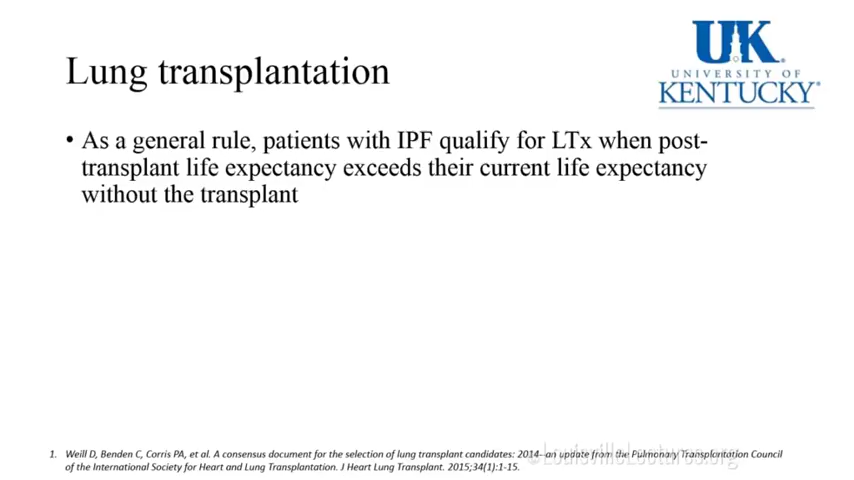 Lung transplantation
UK
UNIVERSITY OF
KENTUCKY®
• As a general rule, patients with IPF qualify for LTx when post-
transplant life expectancy exceeds their current life expectancy
without the transplant
1. Weill D, Benden C, Corris PA, et al. A consensus document for the selection of lung transplant candidates: 2014--an update from the Pulmonary Transplantation Council
of the International Society for Heart and Lung Transplantation. J Heart Lung Transplant. 2015;34(1):1-15.
©LouisvilleLectures.org